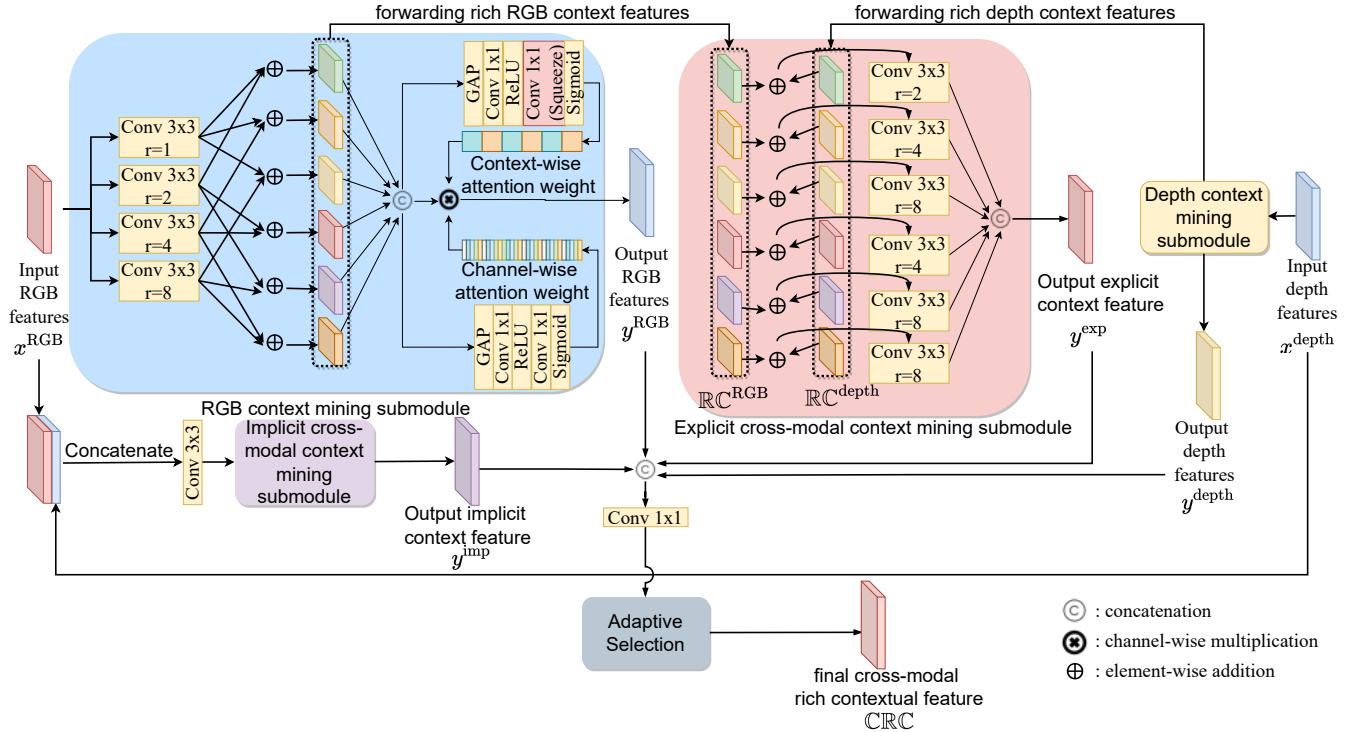 forwarding rich RGB context features
forwarding rich depth context features
Conv 3x3
r=1
Conv 3x3
r=2
Conv 3x3
r=4
Conv 3x3
r=8
GAP
Conv 1x1
ReLU
Conv 1x1
(Squeeze)
Sigmoid
Context-wise
attention weight
C
Channel-wise
attention weight
GAP
Conv 1x1
ReLU
Conv 1x1
Sigmoid
Input
RGB
features
x^RGB
Output
RGB
features
y^RGB
RGB context mining submodule
Conv 3x3
r=2
Conv 3x3
r=4
Conv 3x3
r=8
Conv 3x3
r=4
Conv 3x3
r=8
Conv 3x3
r=8
C
ℝℂ^RGB
ℝℂ^depth
Explicit cross-modal context mining submodule
Output explicit
context feature
y^exp
Depth context
mining
submodule
Input
depth
features
x^depth
Output
depth
features
y^depth
Concatenate
Conv 3x3
Implicit cross-
modal context
mining
submodule
Output implicit
context feature
y^imp
C
Conv 1x1
Adaptive
Selection
final cross-modal
rich contextual feature
ℂℝℂ
C : concatenation
: channel-wise multiplication
: element-wise addition